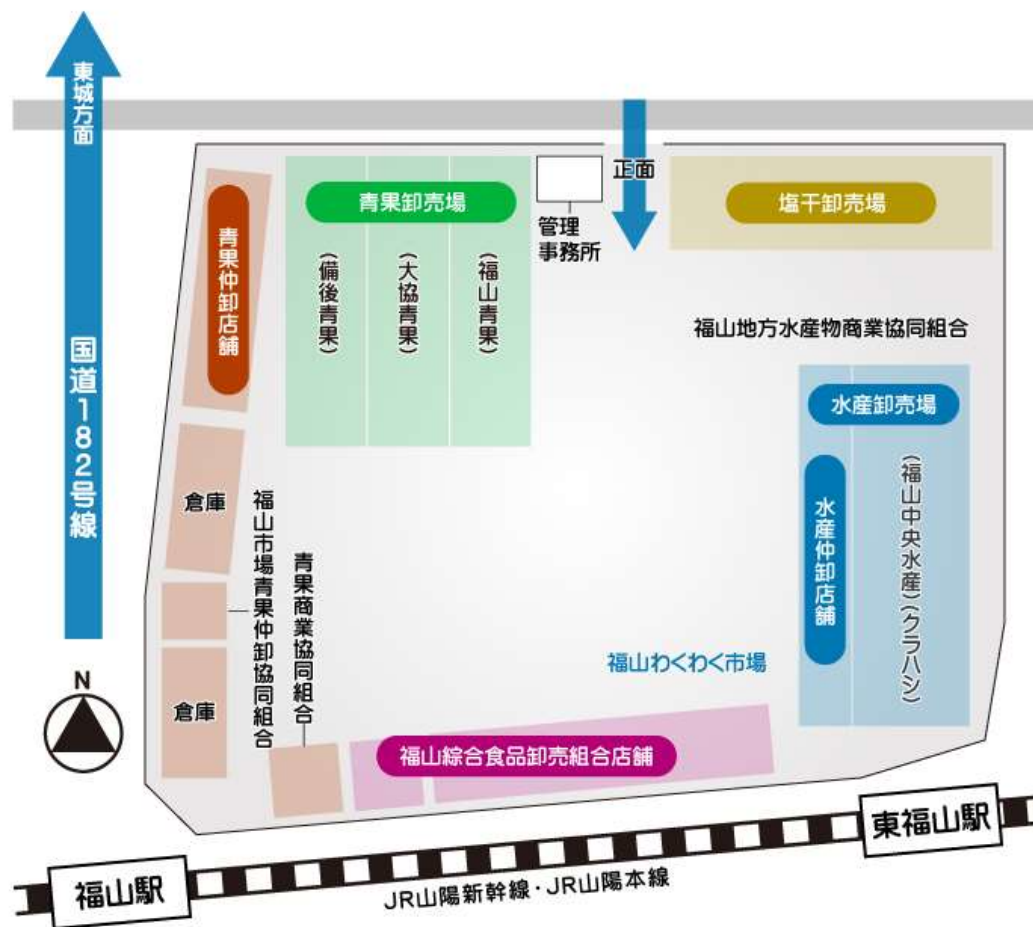 東城方面
国道182号線
N
青果卸売場
(備後青果)
(大協青果)
(福山青果)
管理
事務所
正面
塩干卸売場
青果仲卸店舗
福山地方水産物商業協同組合
水産卸売場
水産仲卸店舗
(福山中央水産)(クラハシ)
倉庫
福山市場青果仲卸協同組合
青果商業協同組合
倉庫
福山わくわく市場
福山綜合食品卸売組合店舗
東福山駅
福山駅
JR山陽新幹線・JR山陽本線